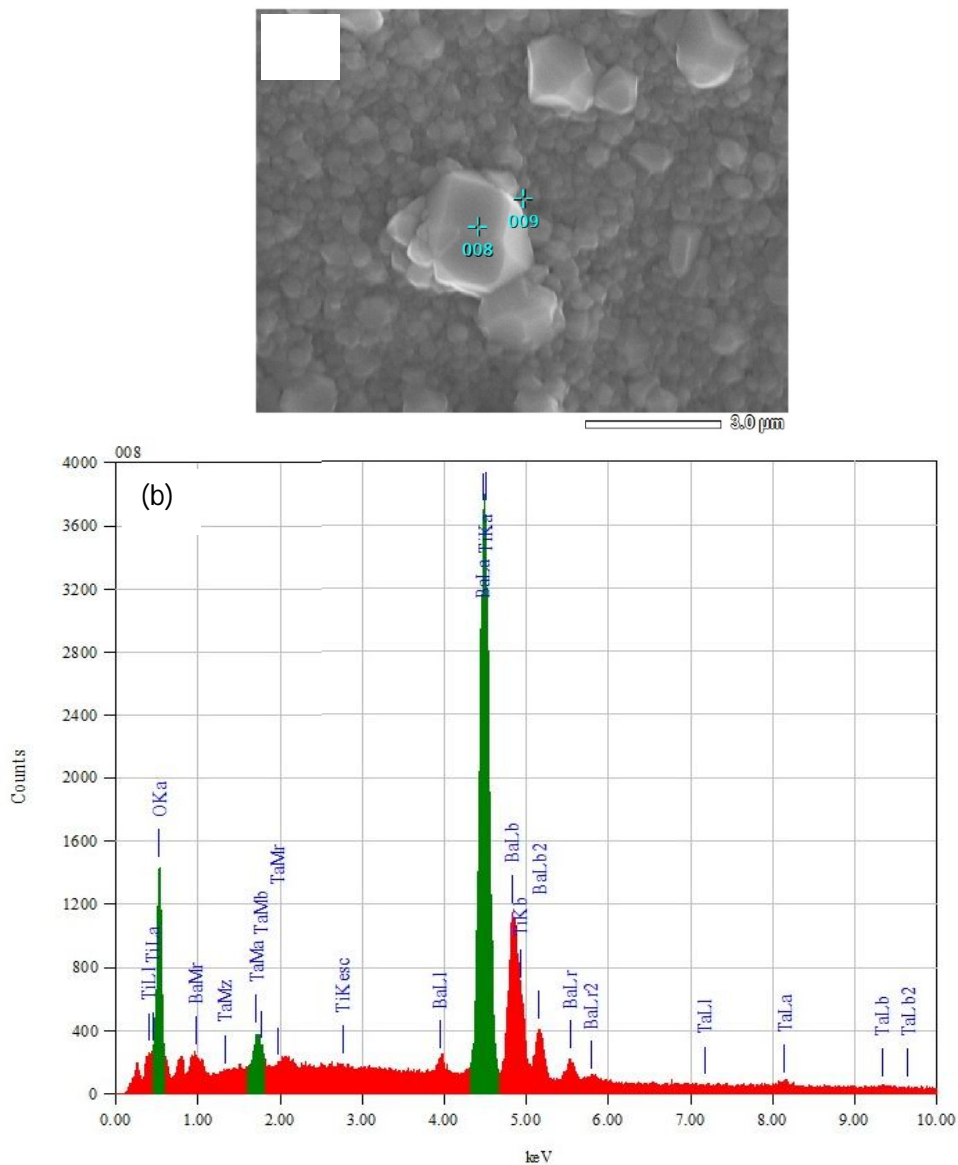 009
008
3.0 μm
008
4000
(b)
3600
3200
2800
2400
2000
1600
1200
800
400
0
Counts
TiLl TiLa
OKa
BaMr
TaMz
TaMa TaMb
TaMr
TiKesc
BaLl
BaLa TiKa
BaLb
TiKb
BaLb2
BaLr
BaLr2
TaLl
TaLa
TaLb
TaLb2
0.00 1.00 2.00 3.00 4.00 5.00 6.00 7.00 8.00 9.00 10.00
keV